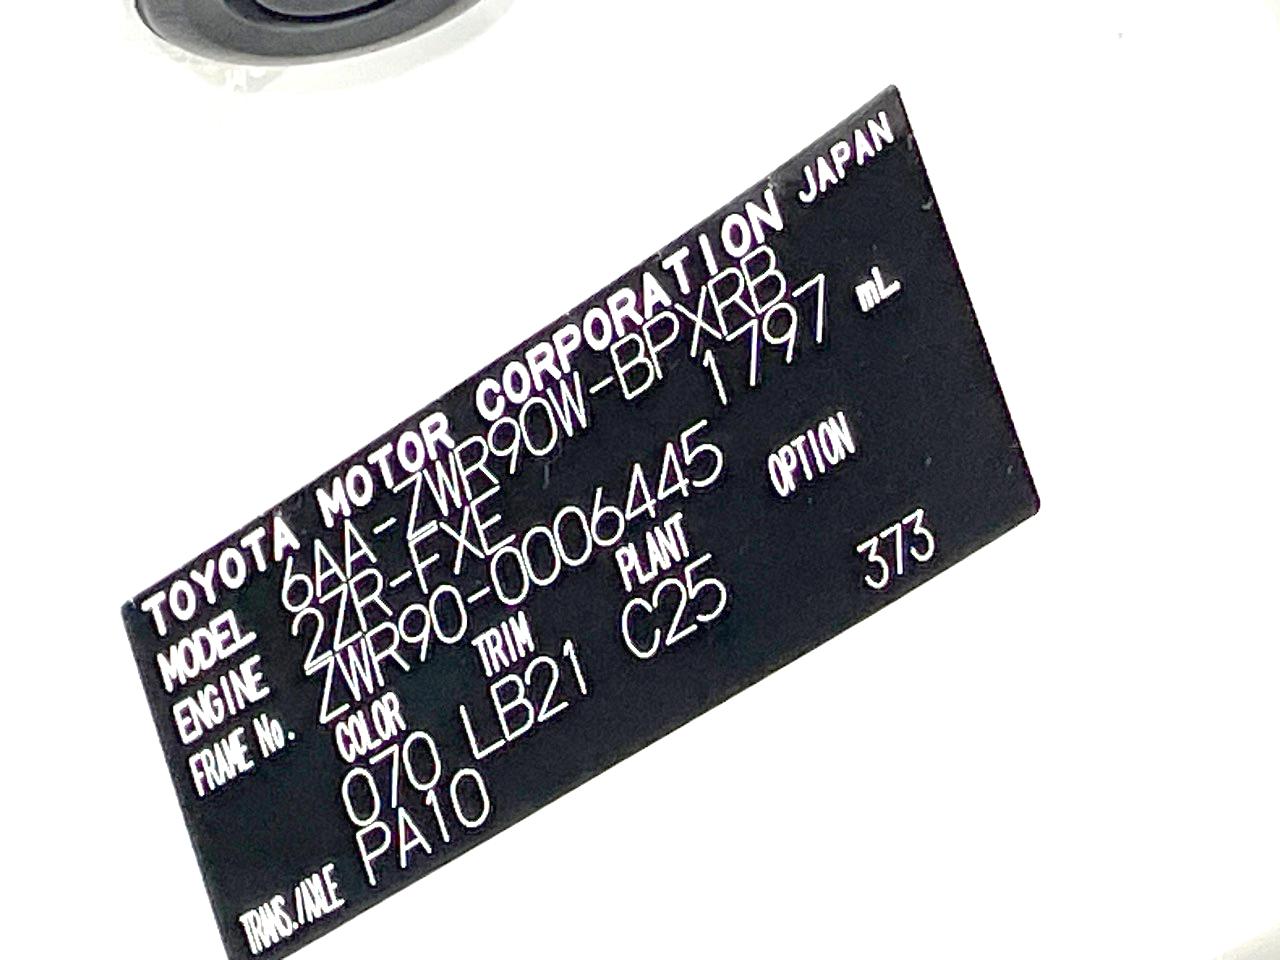 TOYOTA MOTOR CORPORATION JAPAN
MODEL 6AA-ZWR90W-BPXRB
ENGINE 2ZR-FXE 1797 mL
FRAME No. ZWR90-0006445
COLOR TRIM PLANT OPTION
070 LB21 C25 373
TRANS./AXLE PA10